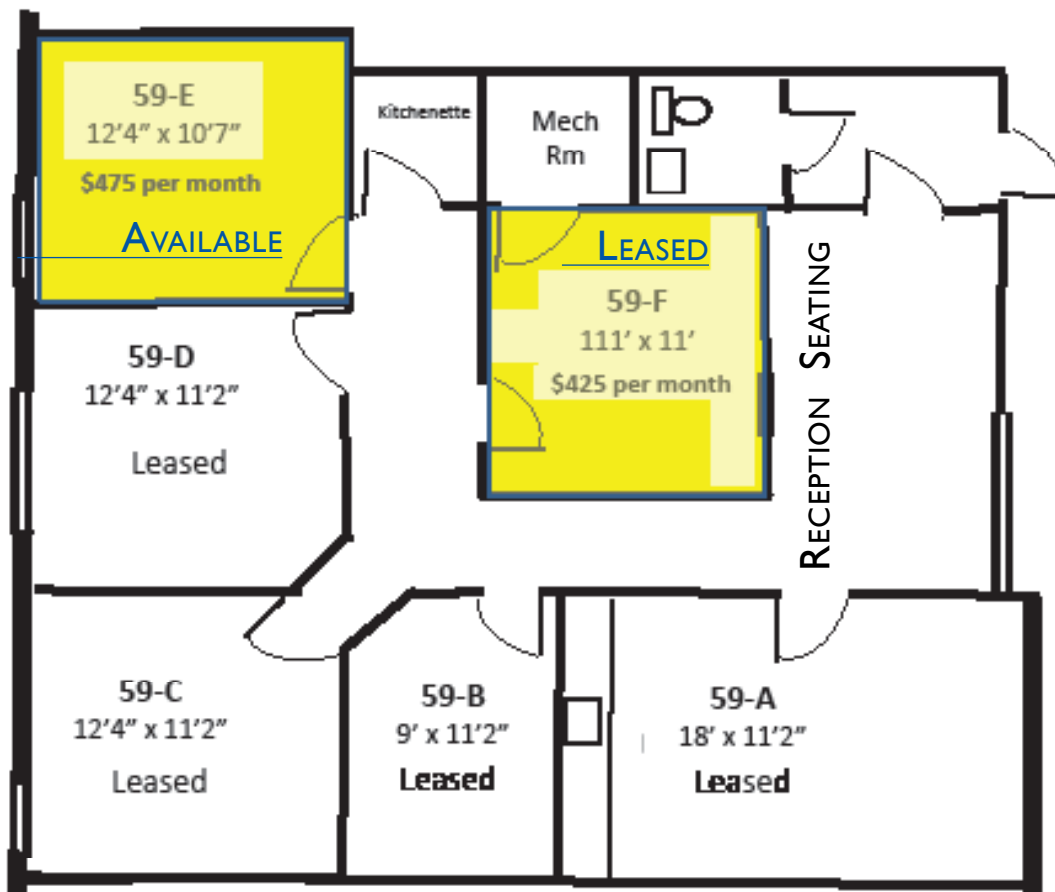 59-E
12’4” x 10’7”
$475 per month
AVAILABLE
Kitchenette
Mech
Rm
LEASED
59-F
111’ x 11’
$425 per month
RECEPTION SEATING
59-D
12’4” x 11’2”
Leased
59-C
12’4” x 11’2”
Leased
59-B
9’ x 11’2”
Leased
59-A
18’ x 11’2”
Leased